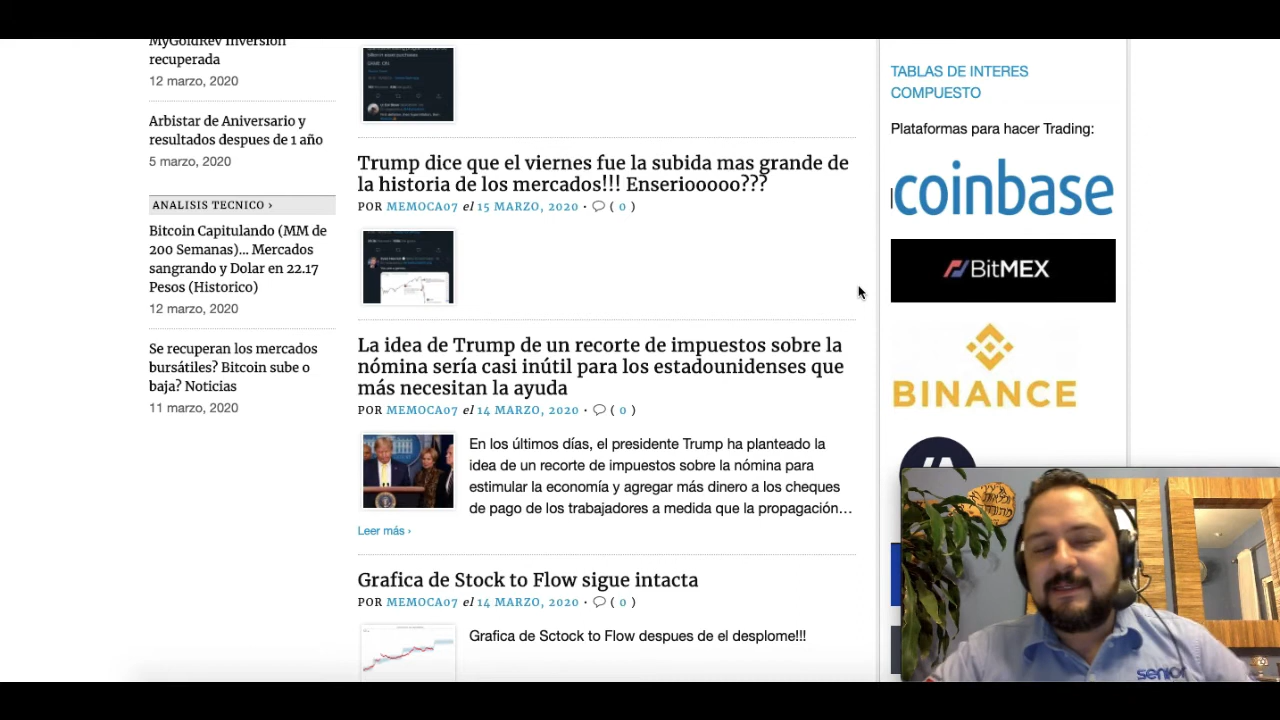 MyGoldRev inversion
recuperada
12 marzo, 2020
Arbistar de Aniversario y
resultados despues de 1 año
5 marzo, 2020
ANALISIS TECNICO ›
Bitcoin Capitulando (MM de
200 Semanas)... Mercados
sangrando y Dolar en 22.17
Pesos (Historico)
12 marzo, 2020
Se recuperan los mercados
bursátiles? Bitcoin sube o
baja? Noticias
11 marzo, 2020
Trump dice que el viernes fue la subida mas grande de
la historia de los mercados!!! Enseriooooo???
POR MEMOCA07 el 15 MARZO, 2020 • ( 0 )
La idea de Trump de un recorte de impuestos sobre la
nómina sería casi inútil para los estadounidenses que
más necesitan la ayuda
POR MEMOCA07 el 14 MARZO, 2020 • ( 0 )
En los últimos días, el presidente Trump ha planteado la
idea de un recorte de impuestos sobre la nómina para
estimular la economía y agregar más dinero a los cheques
de pago de los trabajadores a medida que la propagación…
Leer más ›
Grafica de Stock to Flow sigue intacta
POR MEMOCA07 el 14 MARZO, 2020 • ( 0 )
Grafica de Sctock to Flow despues de el desplome!!!
TABLAS DE INTERES
COMPUESTO
Plataformas para hacer Trading:
coinbase
BitMEX
BINANCE
senior